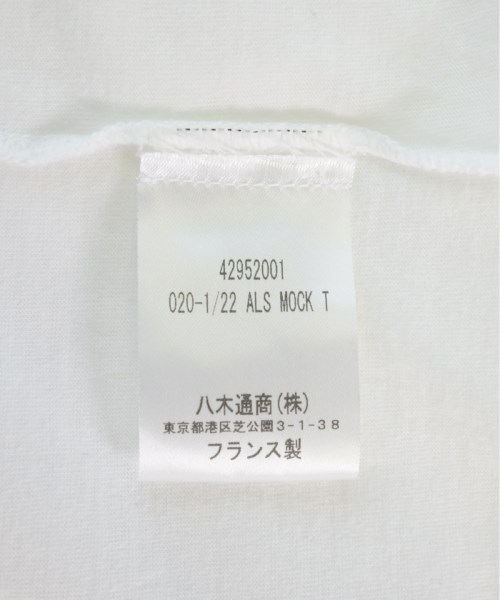 42952001
020-1/22 ALS MOCK T
八木通商(株)
東京都港区芝公園3-1-38
フランス製